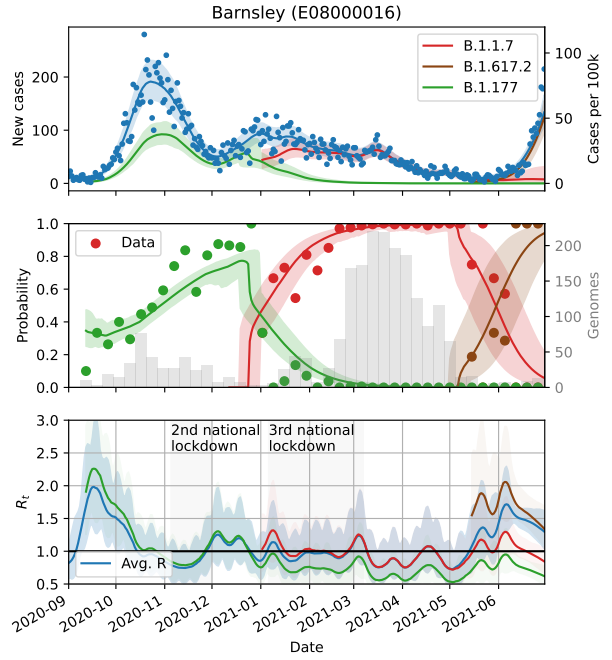 Barnsley (E08000016)
New cases
200
100
0
B.1.1.7
B.1.617.2
B.1.177
100
50
0
Cases per 100k
Probability
1.0
0.8
0.6
0.4
0.2
0.0
Data
200
150
100
50
0
Genomes
R_t
3.0
2.5
2.0
1.5
1.0
0.5
2nd national
lockdown
3rd national
lockdown
Avg. R
2020-09
2020-10
2020-11
2020-12
2021-01
2021-02
2021-03
2021-04
2021-05
2021-06
Date